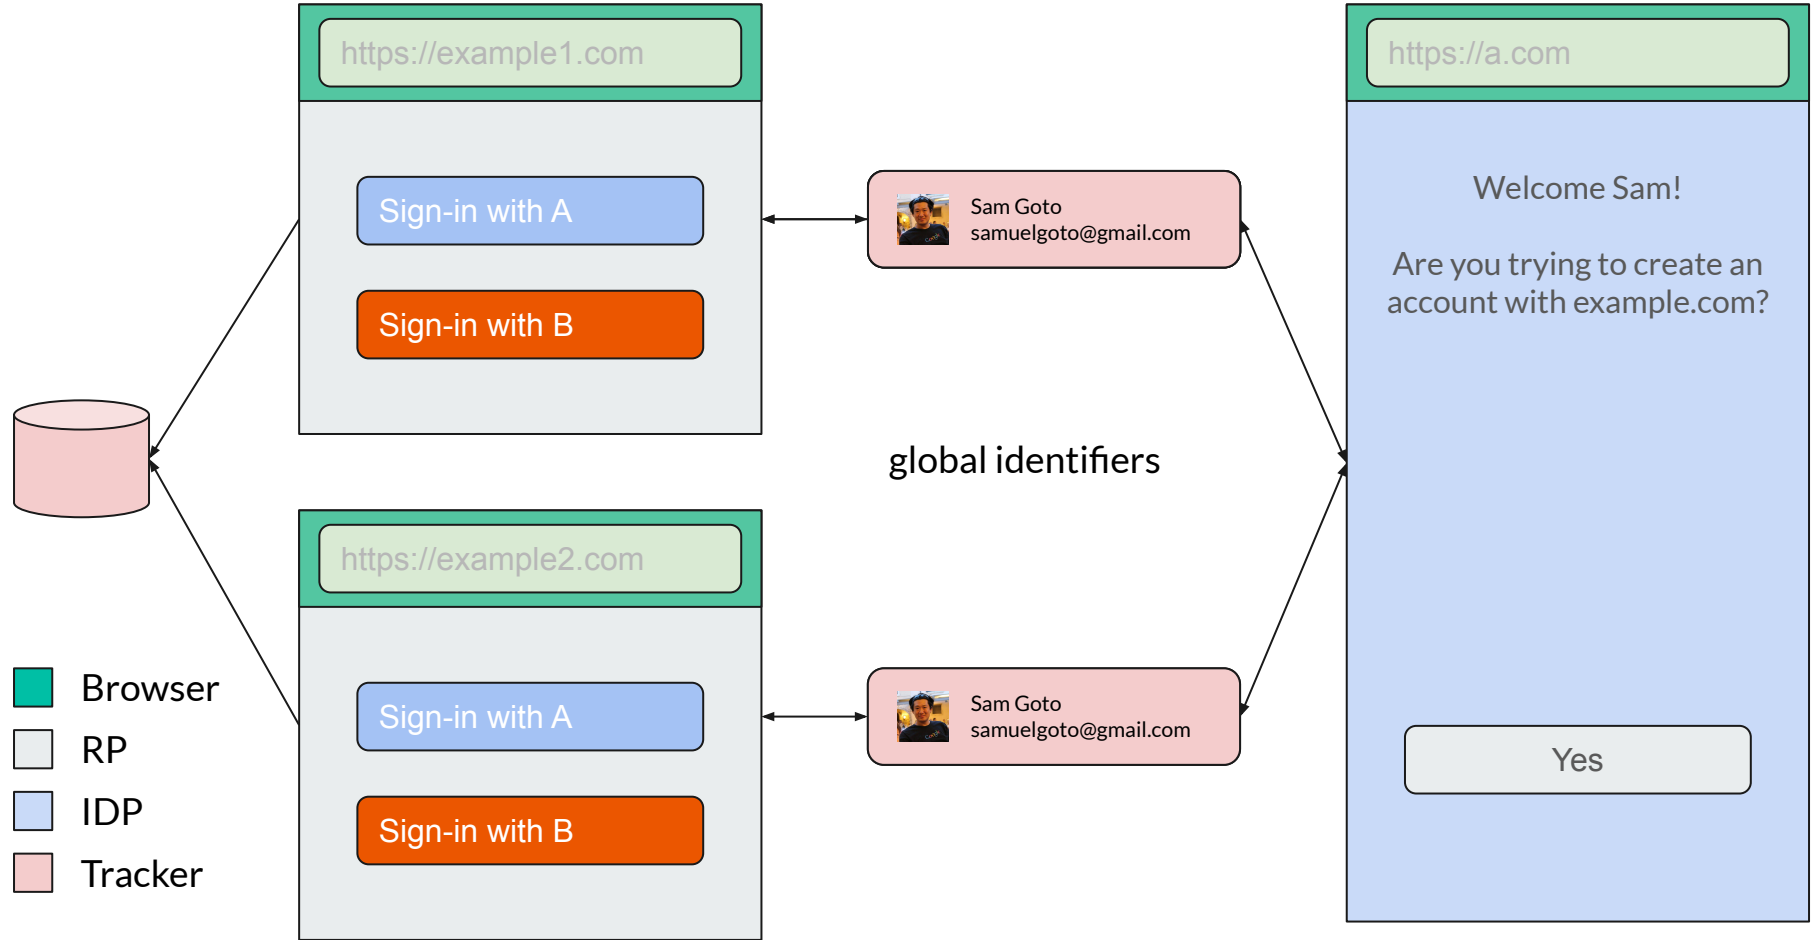 https://example1.com
Sign-in with A
Sign-in with B
Sam Goto
samuelgoto@gmail.com
https://a.com
Welcome Sam!
Are you trying to create an
account with example.com?
Yes
global identifiers
https://example2.com
Sign-in with A
Sign-in with B
Sam Goto
samuelgoto@gmail.com
Browser
RP
IDP
Tracker